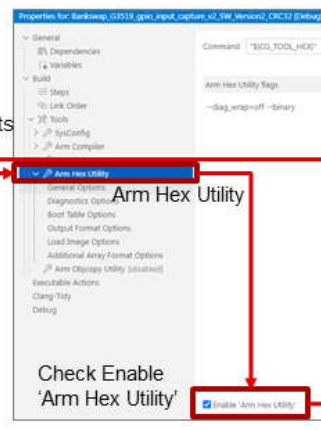 Properties for: Bankswap_G3519_gpio_input_capture_v2_SW_Version2_CRC32 [Debug
General
Dependencies
Variables
Build
Steps
Link Order
Tools
SysConfig
Arm Compiler
Arm Hex Utility
General Options
Diagnostics Options
Boot Table Options
Output Format Options
Load Image Options
Additional Array Format Options
Arm Objcopy Utility [disabled]
Executable Actions
Clang-Tidy
Debug
Command "${CG_TOOL_HEX}"
Arm Hex Utility flags
--diag_wrap=off --binary
ts
Arm Hex Utility
Check Enable
'Arm Hex Utility'
Enable 'Arm Hex Utility'